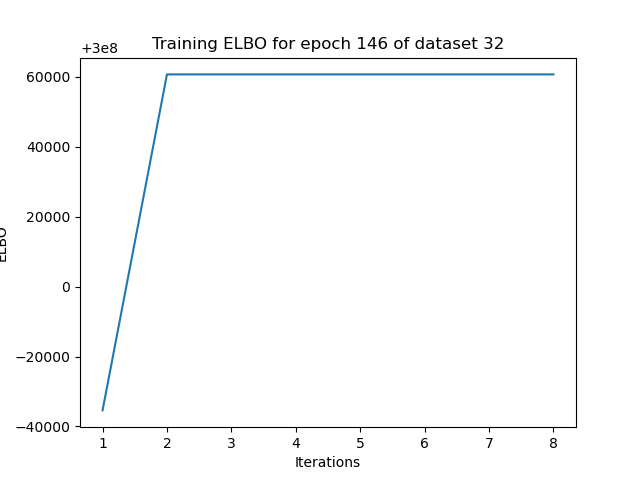 Training ELBO for epoch 146 of dataset 32
+3e8
60000
40000
20000
0
−20000
−40000
ELBO
1 2 3 4 5 6 7 8
Iterations